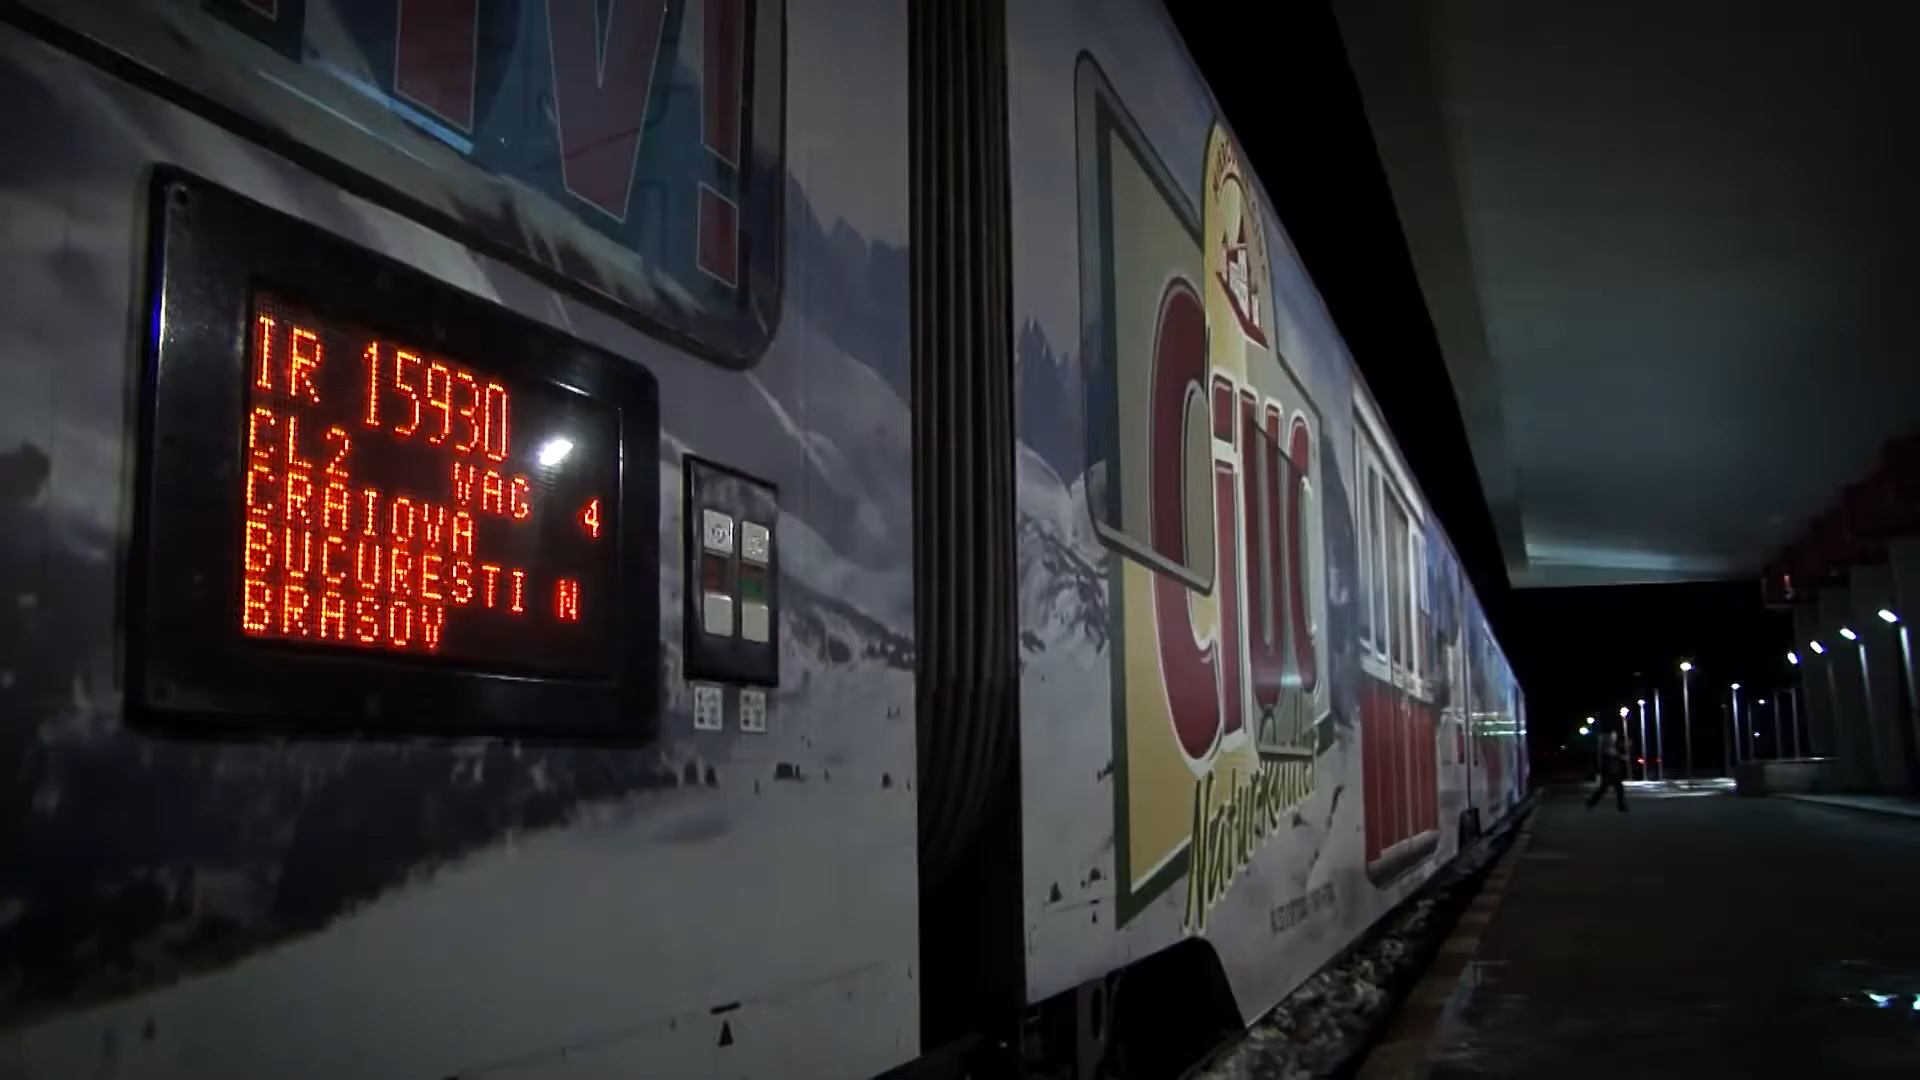 IR 15930
CL2 VAG 4
CRAIOVA
BUCURESTI N
BRASOV
Ciuc
Natur